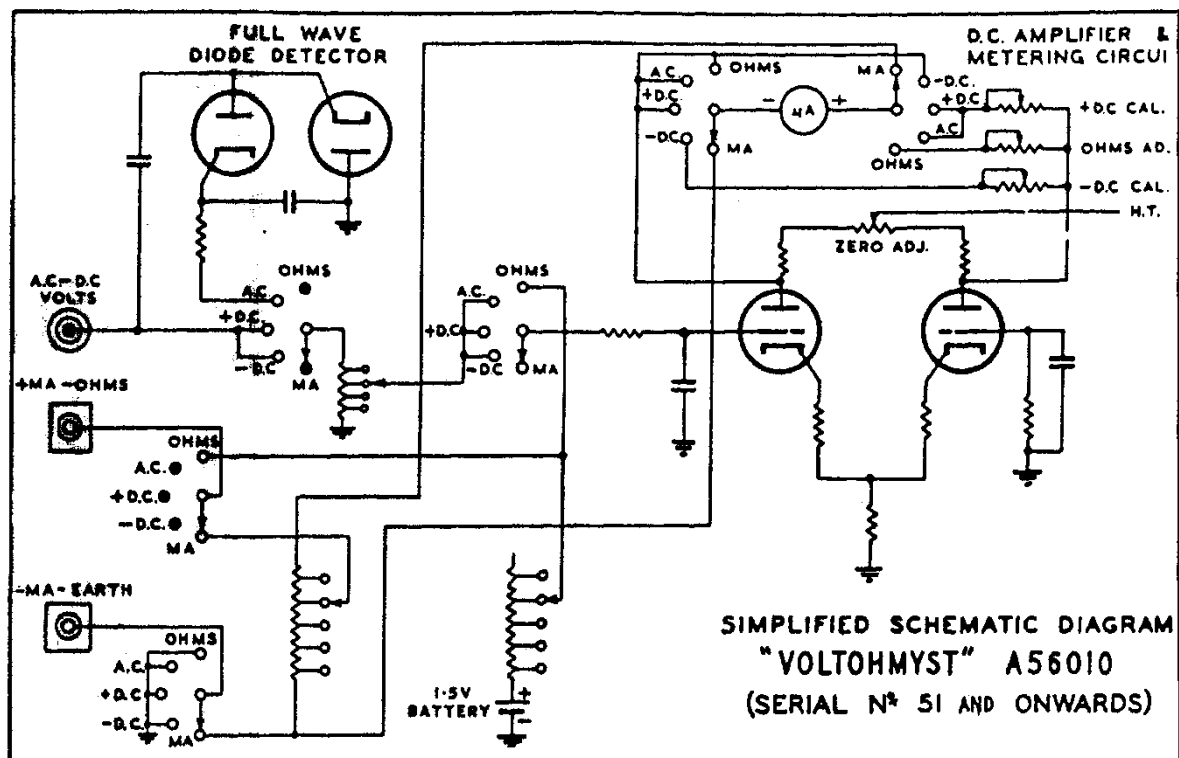 FULL WAVE
DIODE DETECTOR
D.C. AMPLIFIER &
METERING CIRCUI
A.C.
+D.C.
-D.C.
OHMS
MA
- µA +
MA
-D.C.
+D.C.
A.C.
OHMS
+DC CAL.
OHMS AD.
-D.C CAL.
H.T.
ZERO ADJ.
A.C-D.C
VOLTS
OHMS
A.C.
+D.C.
-D.C
MA
OHMS
A.C.
+D.C
-DC
MA
+MA-OHMS
OHMS
A.C.
+D.C.
-D.C.
MA
-MA-EARTH
OHMS
A.C.
+D.C
-D.C.
MA
1·5V
BATTERY
+
-
SIMPLIFIED SCHEMATIC DIAGRAM
"VOLTOHMYST" A56010
(SERIAL Nº 51 AND ONWARDS)